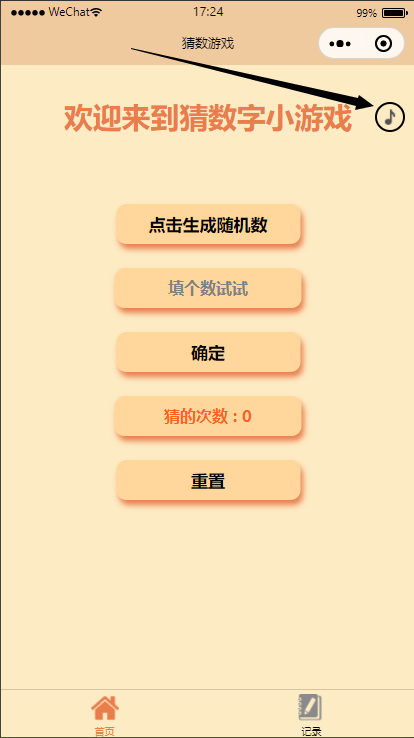 WeChat 17:24 99%
猜数游戏
欢迎来到猜数字小游戏
点击生成随机数
填个数试试
确定
猜的次数：0
重置
首页 记录